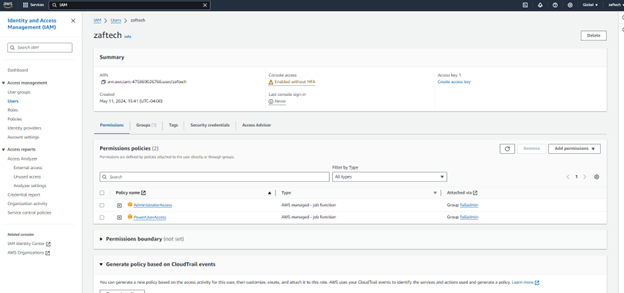 aws
Services
IAM
Global
zaftech
Identity and Access Management (IAM)
Search IAM
Dashboard
Access management
User groups
Users
Roles
Policies
Identity providers
Account settings
Access reports
Access Analyzer
External access
Unused access
Analyzer settings
Credential report
Organization activity
Service control policies
Related consoles
IAM Identity Center
AWS Organizations
IAM > Users > zaftech
zaftech Info
Delete
Summary
ARN
Console access
Enabled without MFA
Access key 1
Create access key
Created
May 11, 2024, 15:41 (UTC-04:00)
Last console sign-in
Never
Permissions
Groups (1)
Tags
Security credentials
Access Advisor
Permissions policies (2)
Permissions are defined by policies attached to the user directly or through groups.
Remove
Add permissions
Filter by Type
Search
All types
1
Policy name
Type
Attached via
AdministratorAccess
AWS managed - job function
Group
PowerUserAccess
AWS managed - job function
Group
Permissions boundary (not set)
Generate policy based on CloudTrail events
You can generate a new policy based on the access activity for this user, then customize, create, and attach it to this role. AWS uses your CloudTrail events to identify the services and actions used and generate a policy. Learn more